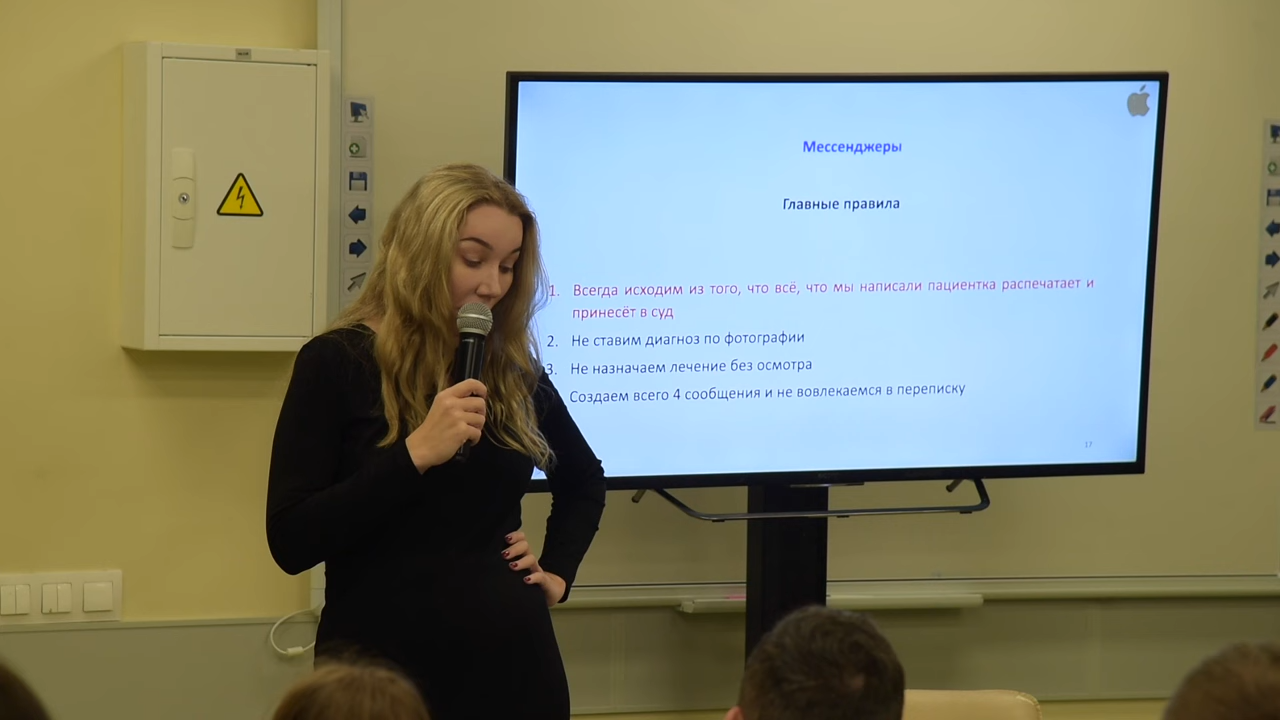 Мессенджеры
Главные правила
1. Всегда исходим из того, что всё, что мы написали пациентка распечатает и
принесёт в суд
2. Не ставим диагноз по фотографии
3. Не назначаем лечение без осмотра
Создаем всего 4 сообщения и не вовлекаемся в переписку
17